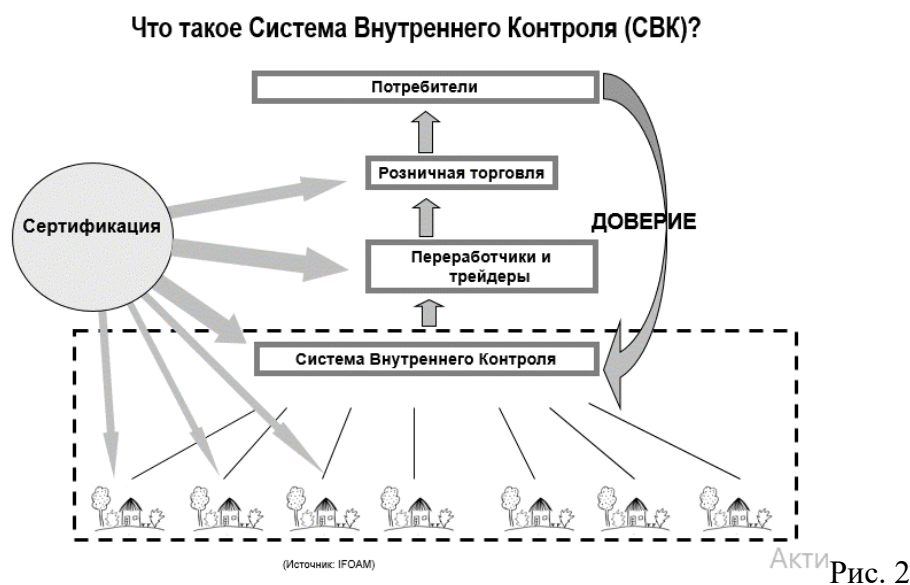 Что такое Система Внутреннего Контроля (СВК)?
Потребители
Розничная торговля
Сертификация
ДОВЕРИЕ
Переработчики и
трейдеры
Система Внутреннего Контроля
(Источник: IFOAM)
Акти
Рис. 2